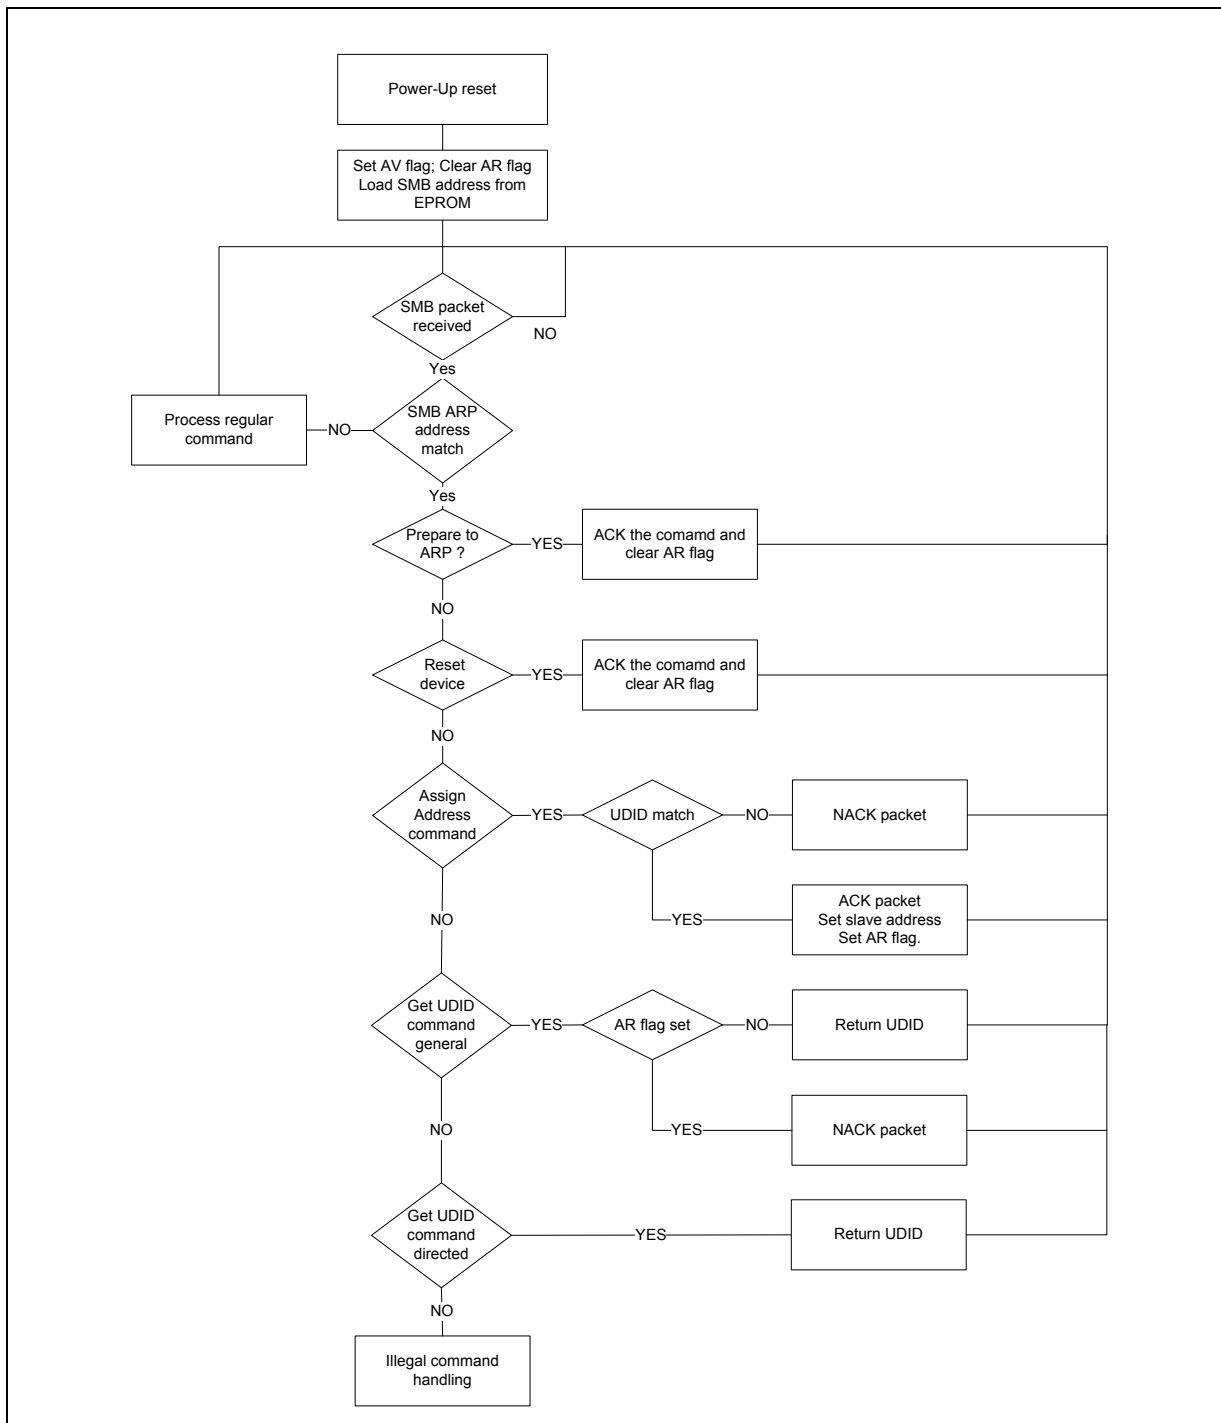 Power-Up reset
Set AV flag; Clear AR flag
Load SMB address from
EPROM
SMB packet
received
NO
Yes
SMB ARP
address
match
NO
Process regular
command
Yes
Prepare to
ARP ?
YES
ACK the comamd and
clear AR flag
NO
Reset
device
YES
ACK the comamd and
clear AR flag
NO
Assign
Address
command
YES
UDID match
NO
NACK packet
YES
ACK packet
Set slave address
Set AR flag.
NO
Get UDID
command
general
YES
AR flag set
NO
Return UDID
YES
NACK packet
NO
Get UDID
command
directed
YES
Return UDID
NO
Illegal command
handling